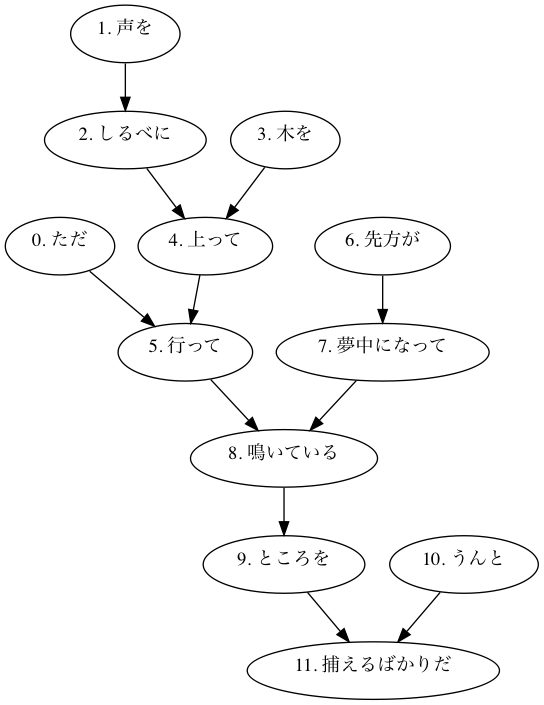 1. 声を
2. しるべに
3. 木を
0. ただ
4. 上って
6. 先方が
5. 行って
7. 夢中になって
8. 鳴いている
9. ところを
10. うんと
11. 捕えるばかりだ